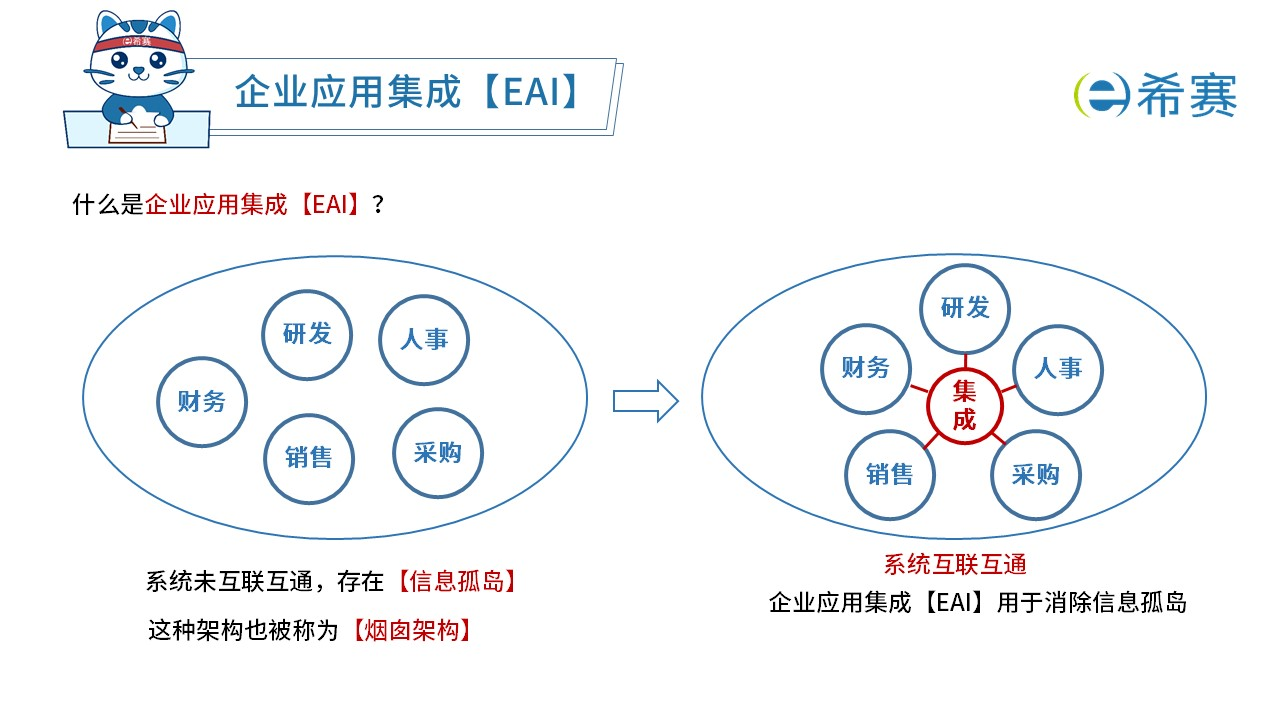 希赛
企业应用集成【EAI】
希赛
什么是企业应用集成【EAI】？
研发
人事
财务
销售
采购
研发
财务
人事
集
成
销售
采购
系统未互联互通，存在【信息孤岛】
这种架构也被称为【烟囱架构】
系统互联互通
企业应用集成【EAI】用于消除信息孤岛